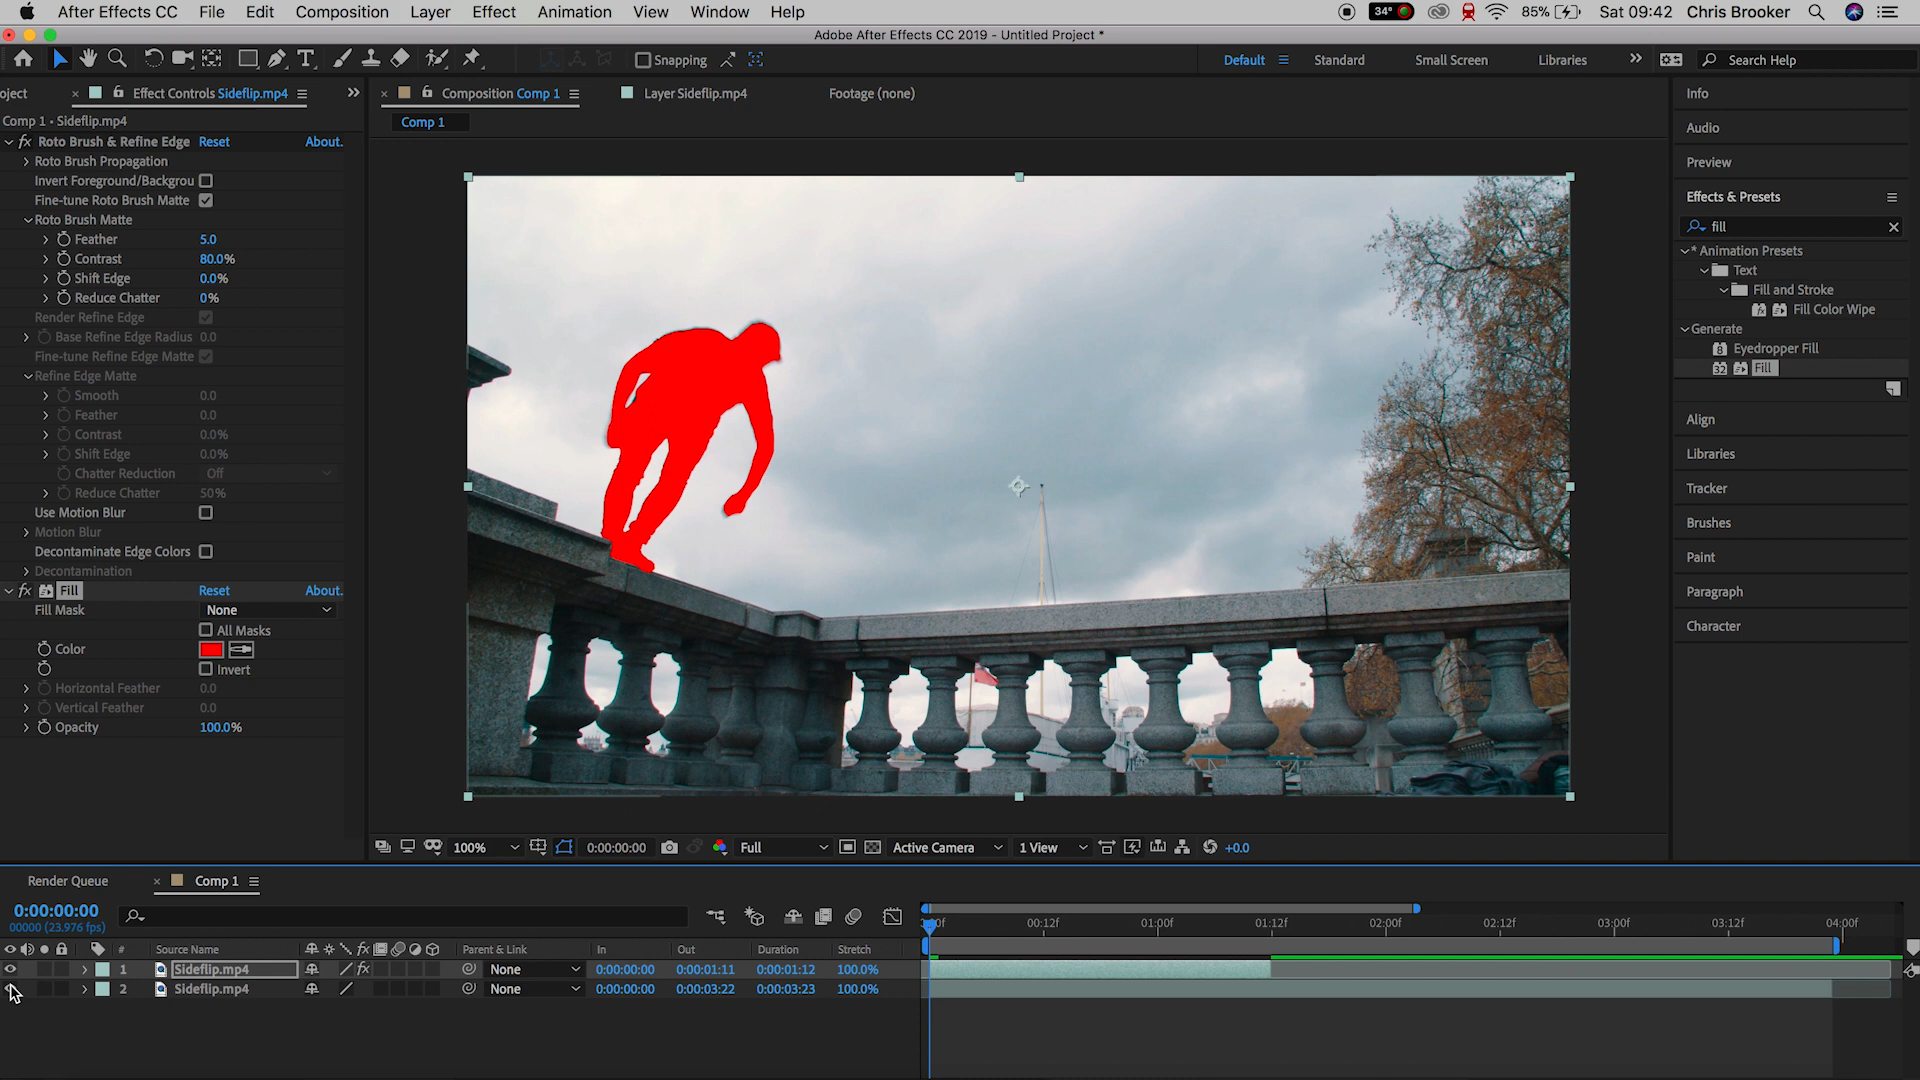 After Effects CC File Edit Composition Layer Effect Animation View Window Help 34° 85% Sat 09:42 Chris Brooker
Adobe After Effects CC 2019 - Untitled Project *
Snapping Default Standard Small Screen Libraries Search Help
oject Effect Controls Sideflip.mp4 Composition Comp 1 Layer Sideflip.mp4 Footage (none) Info
Comp 1 • Sideflip.mp4 Comp 1
Roto Brush & Refine Edge Reset About.
Roto Brush Propagation
Invert Foreground/Backgrou
Fine-tune Roto Brush Matte
Roto Brush Matte
Feather 5.0
Contrast 80.0%
Shift Edge 0.0%
Reduce Chatter 0%
Render Refine Edge
Base Refine Edge Radius 0.0
Fine-tune Refine Edge Matte
Refine Edge Matte
Smooth 0.0
Feather 0.0
Contrast 0.0%
Shift Edge 0.0%
Chatter Reduction Off
Reduce Chatter 50%
Use Motion Blur
Motion Blur
Decontaminate Edge Colors
Decontamination
fx Fill Reset About.
Fill Mask None
All Masks
Color
Invert
Horizontal Feather 0.0
Vertical Feather 0.0
Opacity 100.0%
Audio
Preview
Effects & Presets
fill
* Animation Presets
Text
Fill and Stroke
Fill Color Wipe
Generate
8 Eyedropper Fill
32 Fill
Align
Libraries
Tracker
Brushes
Paint
Paragraph
Character
100% 0:00:00:00 Full Active Camera 1 View +0.0
Render Queue Comp 1
0:00:00:00
00000 (23.976 fps)
00f 00:12f 01:00f 01:12f 02:00f 02:12f 03:00f 03:12f 04:00f
# Source Name fx Parent & Link In Out Duration Stretch
1 Sideflip.mp4 fx None 0:00:00:00 0:00:01:11 0:00:01:12 100.0%
2 Sideflip.mp4 None 0:00:00:00 0:00:03:22 0:00:03:23 100.0%